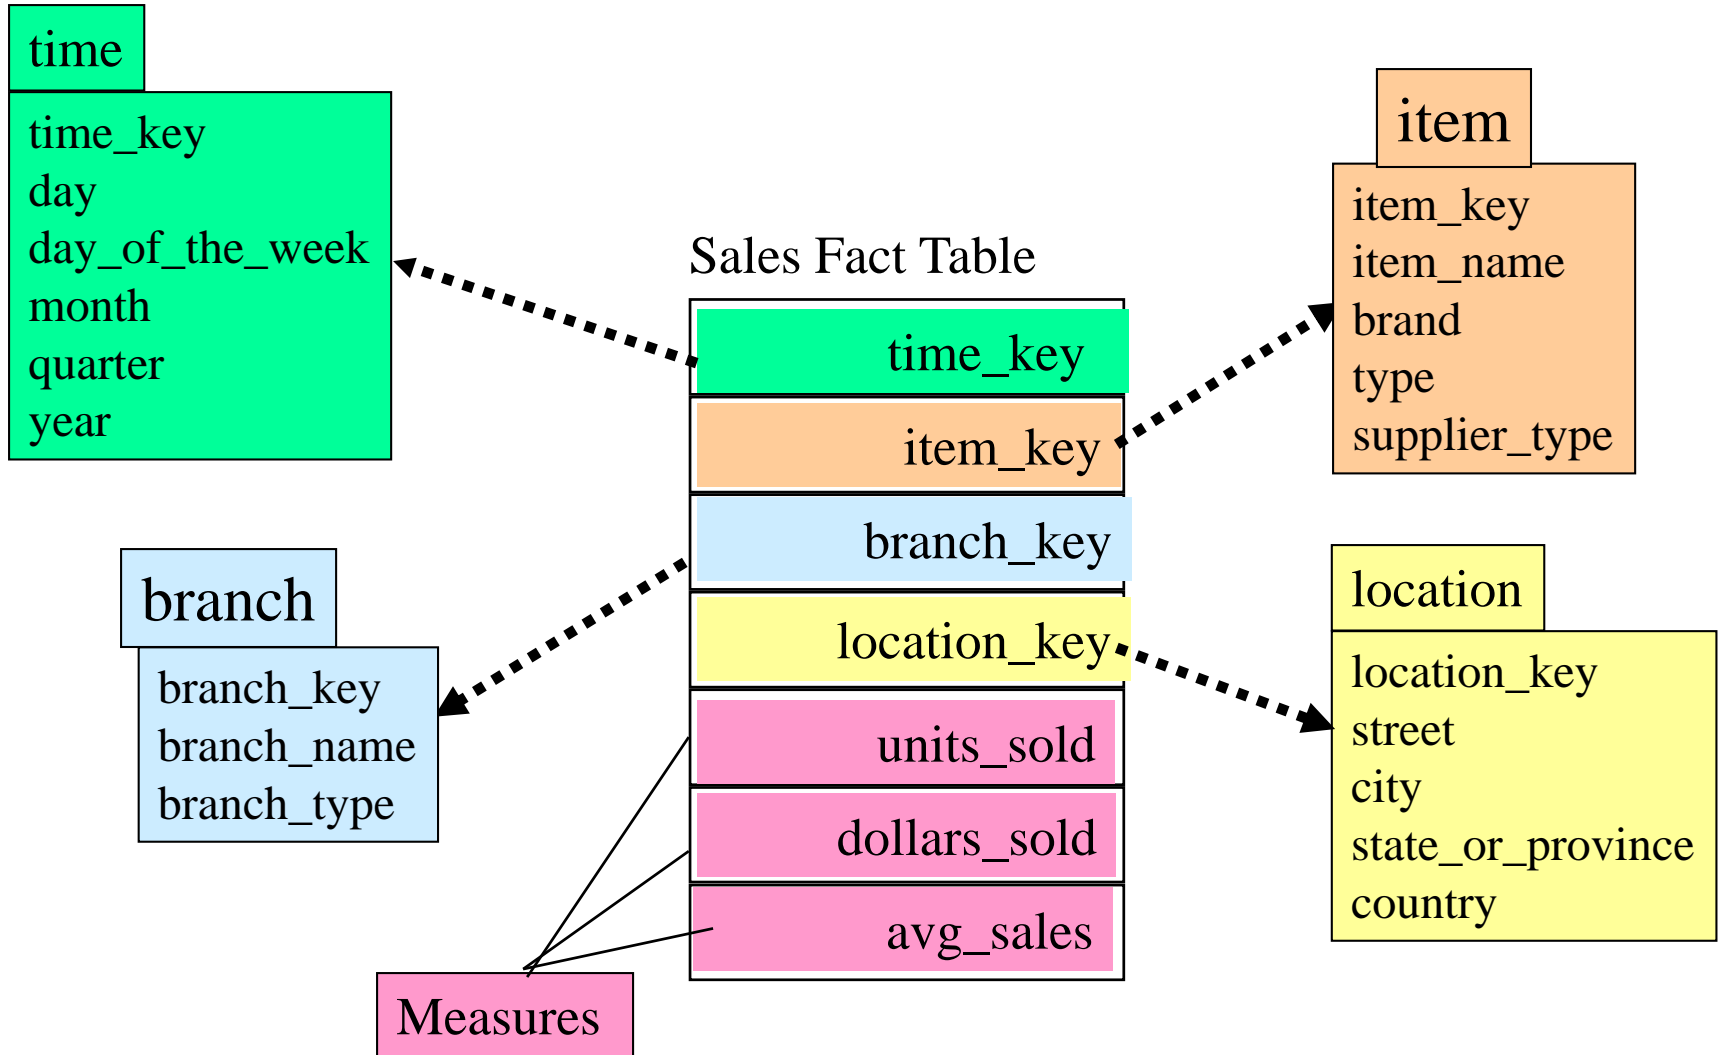 time
time_key
day
day_of_the_week
month
quarter
year
item
item_key
item_name
brand
type
supplier_type
Sales Fact Table
time_key
item_key
branch_key
location_key
units_sold
dollars_sold
avg_sales
branch
branch_key
branch_name
branch_type
location
location_key
street
city
state_or_province
country
Measures